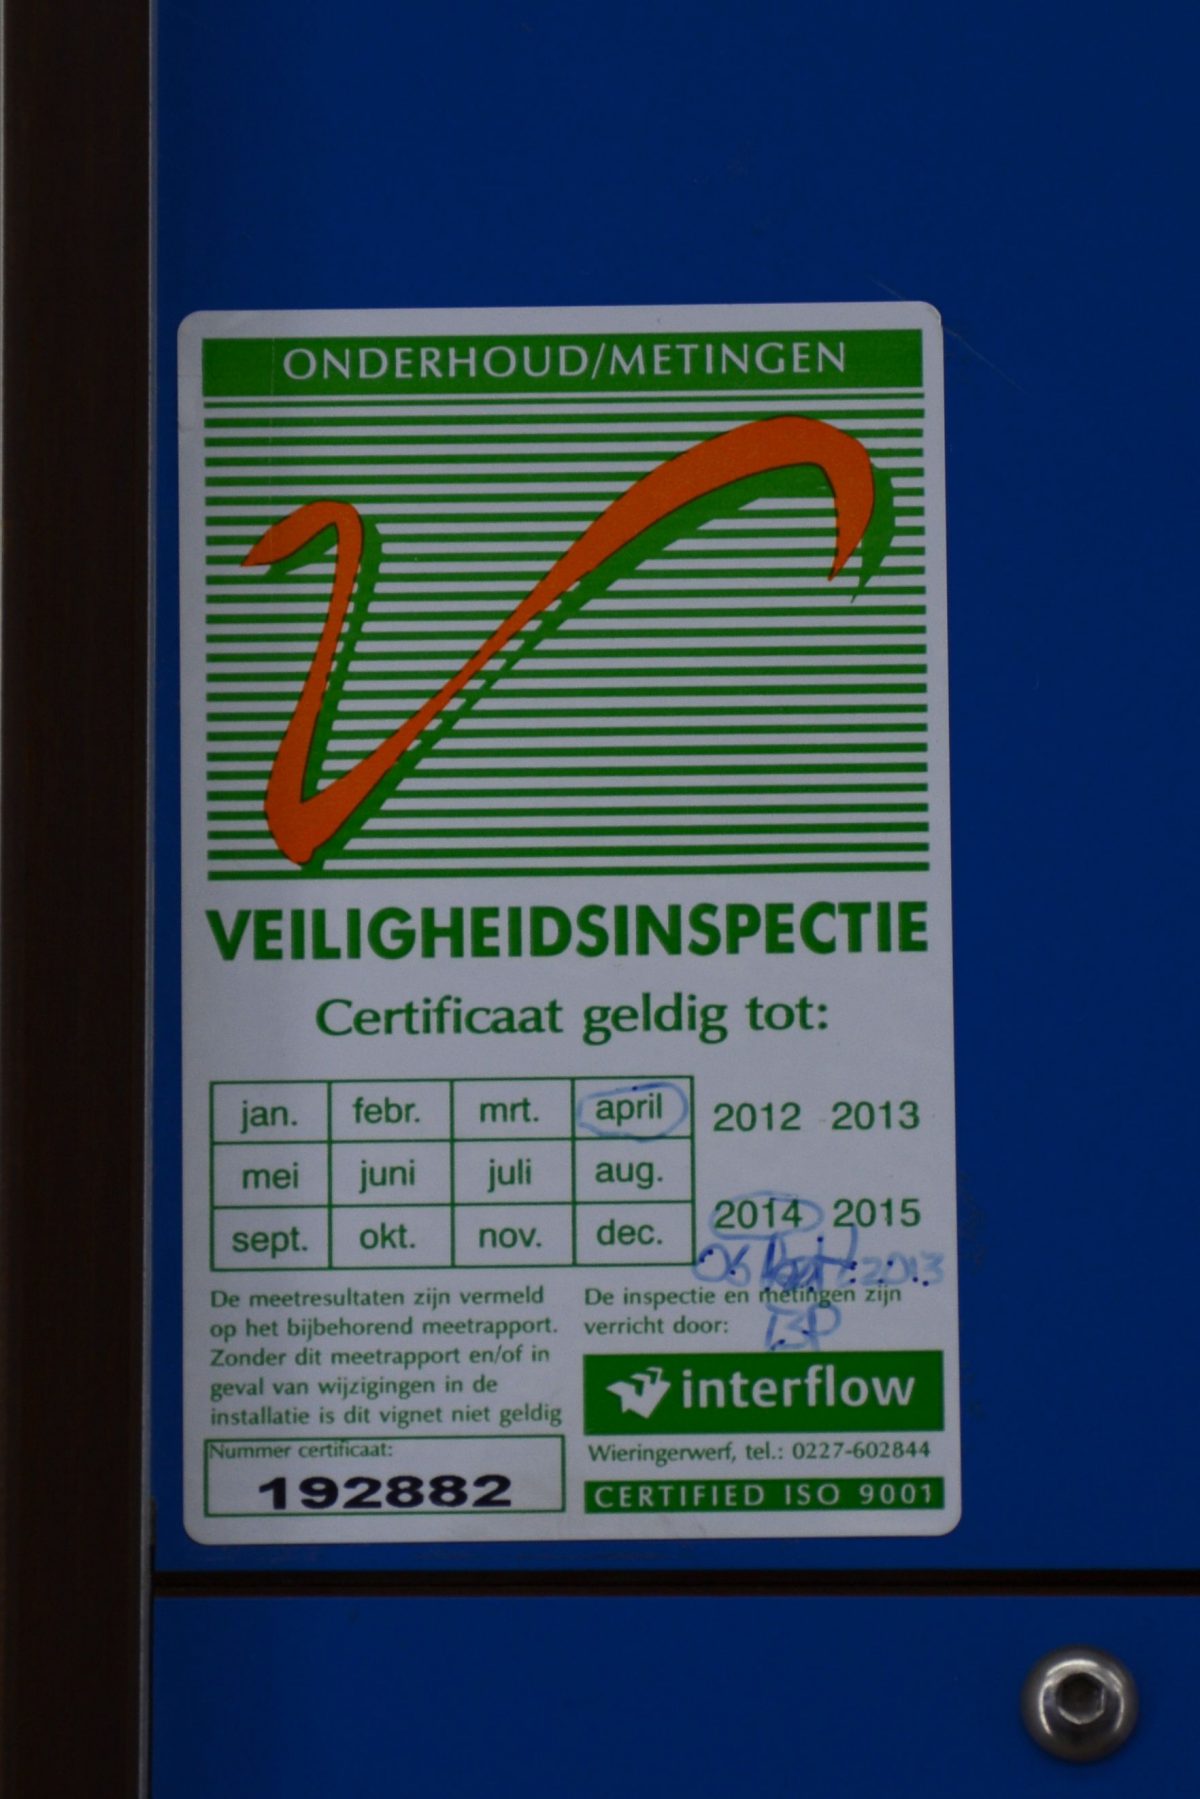 ONDERHOUD/METINGEN
VEILIGHEIDSINSPECTIE
Certificaat geldig tot:
jan. febr. mrt. april
mei juni juli aug.
sept. okt. nov. dec.
2012 2013
2014 2015
06 2013
De meetresultaten zijn vermeld
op het bijbehorend meetrapport.
Zonder dit meetrapport en/of in
geval van wijzigingen in de
installatie is dit vignet niet geldig
Nummer certificaat:
192882
De inspectie en metingen zijn
verricht door:
interflow
Wieringerwerf, tel.: 0227-602844
CERTIFIED ISO 9001